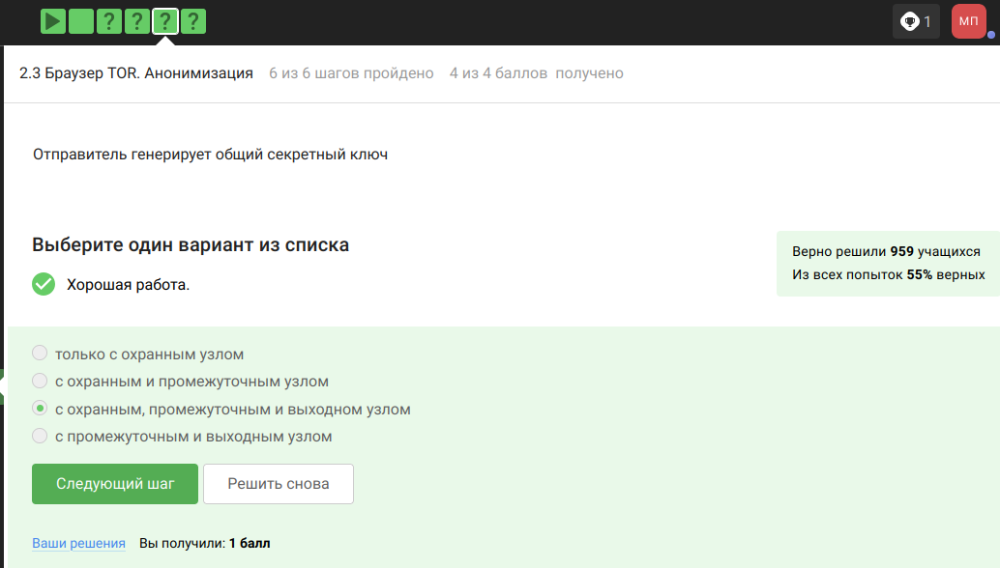 ? ? ? ?
1 МП
2.3 Браузер TOR. Анонимизация 6 из 6 шагов пройдено 4 из 4 баллов получено
Отправитель генерирует общий секретный ключ
Выберите один вариант из списка
Верно решили 959 учащихся
Из всех попыток 55% верных
Хорошая работа.
только с охранным узлом
с охранным и промежуточным узлом
с охранным, промежуточным и выходном узлом
с промежуточным и выходным узлом
Следующий шаг Решить снова
Ваши решения Вы получили: 1 балл